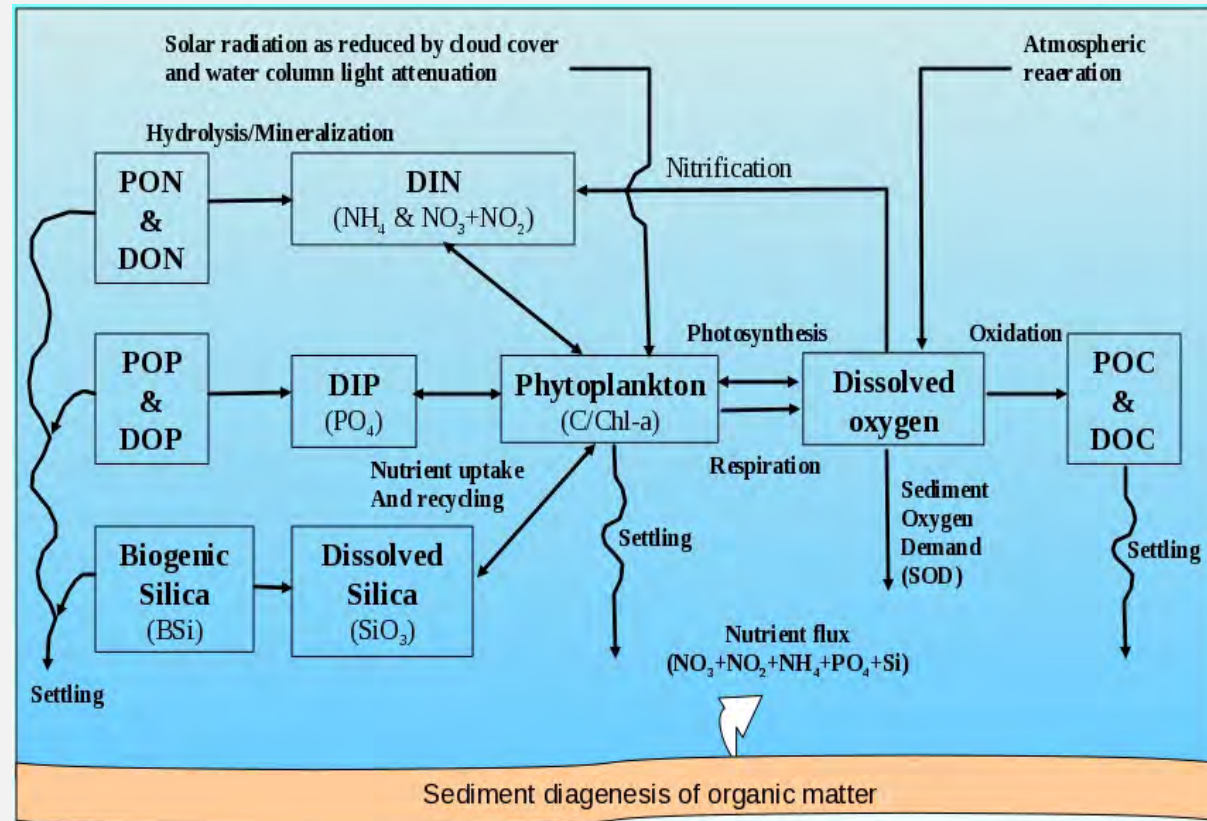 Solar radiation as reduced by cloud cover
and water column light attenuation
Atmospheric
reaeration
Hydrolysis/Mineralization
PON
&
DON
DIN
(NH₄ & NO₃+NO₂)
Nitrification
POP
&
DOP
DIP
(PO₄)
Phytoplankton
(C/Chl-a)
Photosynthesis
Respiration
Dissolved
oxygen
Oxidation
POC
&
DOC
Nutrient uptake
And recycling
Biogenic
Silica
(BSi)
Dissolved
Silica
(SiO₃)
Settling
Sediment
Oxygen
Demand
(SOD)
Settling
Nutrient flux
(NO₃+NO₂+NH₄+PO₄+Si)
Settling
Sediment diagenesis of organic matter